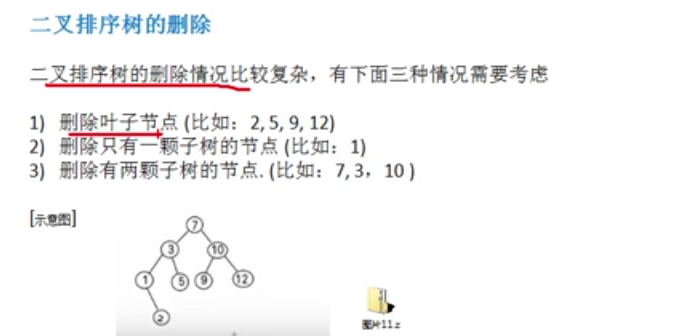 二叉排序树的删除
二叉排序树的删除情况比较复杂，有下面三种情况需要考虑
1) 删除叶子节点 (比如：2, 5, 9, 12)
2) 删除只有一颗子树的节点 (比如：1)
3) 删除有两颗子树的节点. (比如：7, 3，10 )
[示意图]
7
3 10
1 5 9 12
2
图片11.z